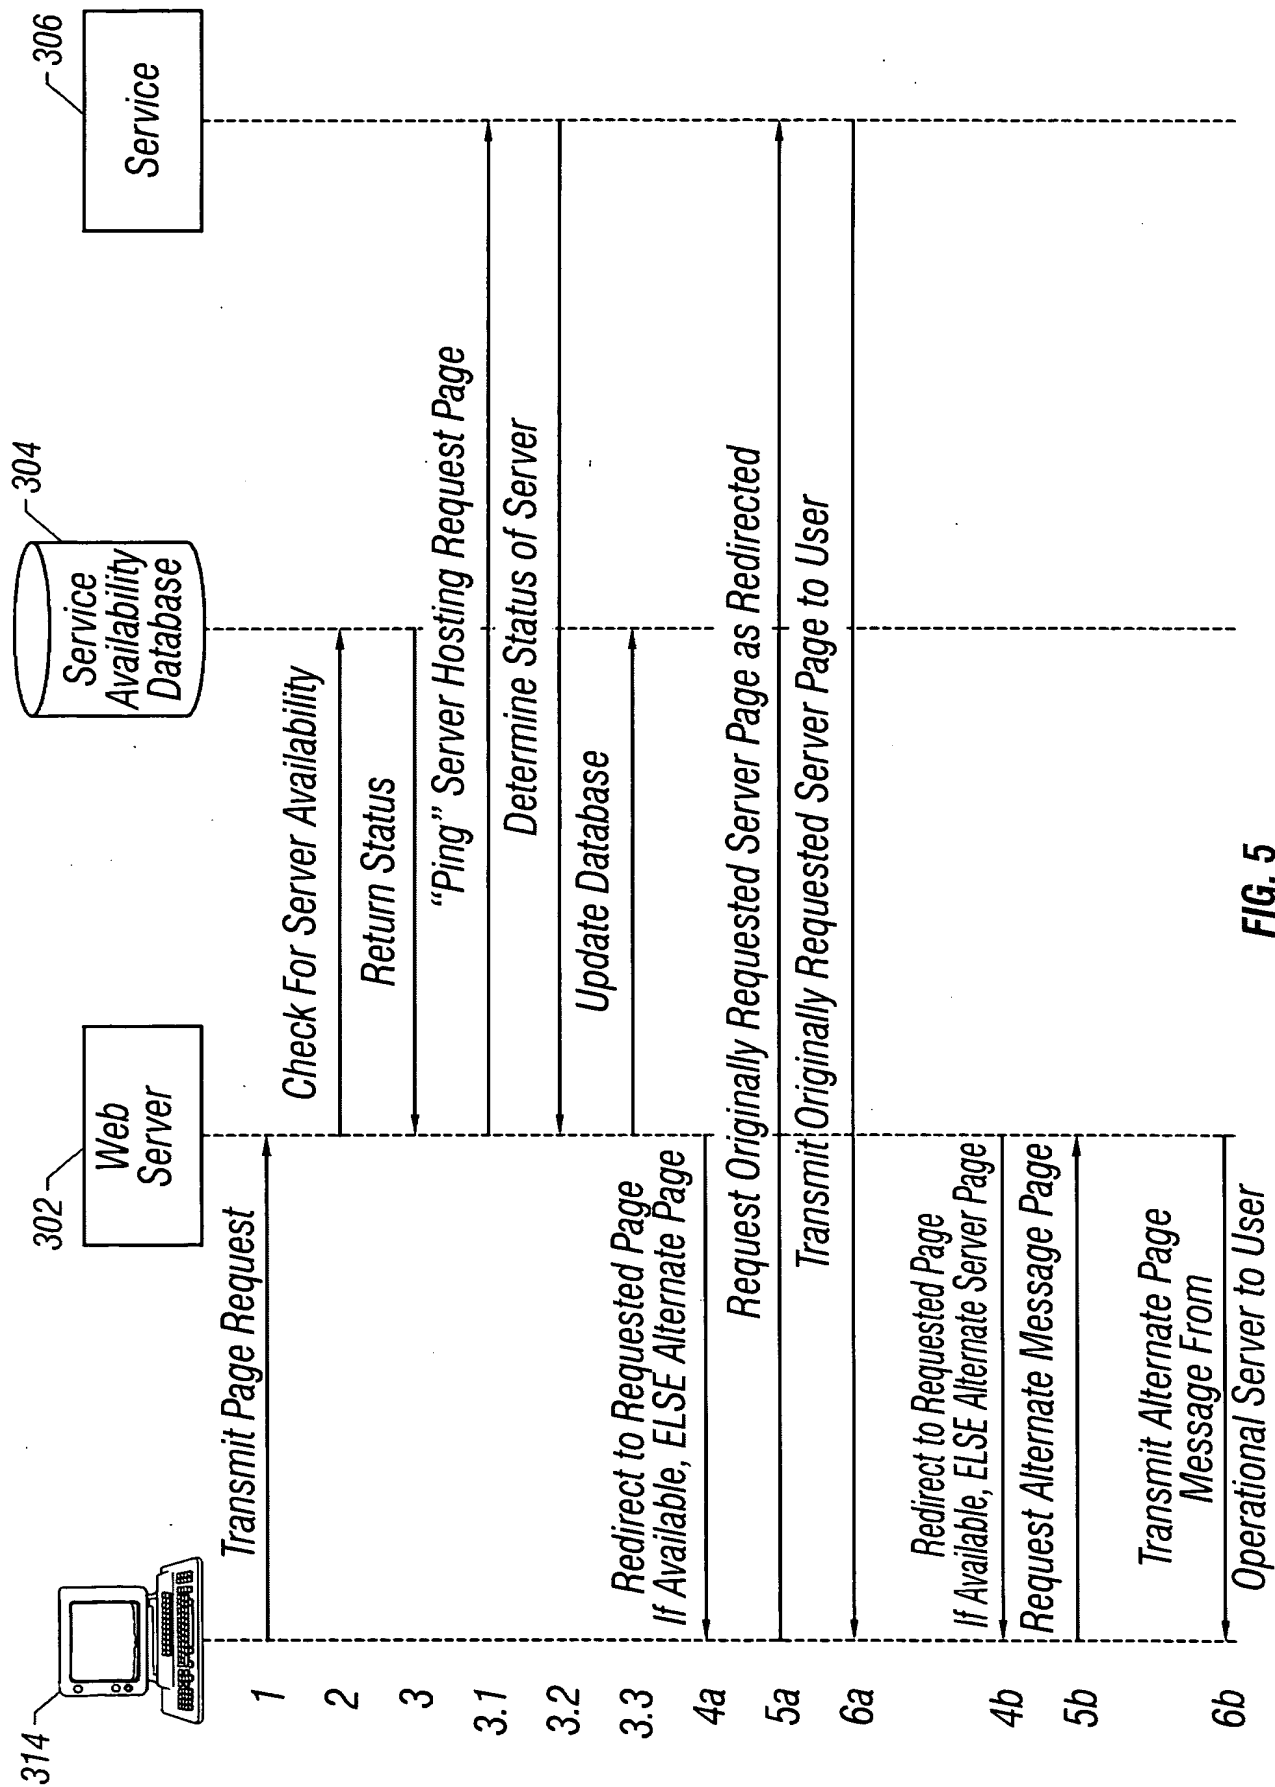 314
302
Web
Server
304
Service
Availability
Database
306
Service
1
Transmit Page Request
2
Check For Server Availability
3
Return Status
3.1
“Ping” Server Hosting Request Page
3.2
Determine Status of Server
3.3
Update Database
4a
Redirect to Requested Page
If Available, ELSE Alternate Page
5a
Request Originally Requested Server Page as Redirected
6a
Transmit Originally Requested Server Page to User
4b
Redirect to Requested Page
If Available, ELSE Alternate Server Page
5b
Request Alternate Message Page
6b
Transmit Alternate Page
Message From
Operational Server to User
FIG. 5